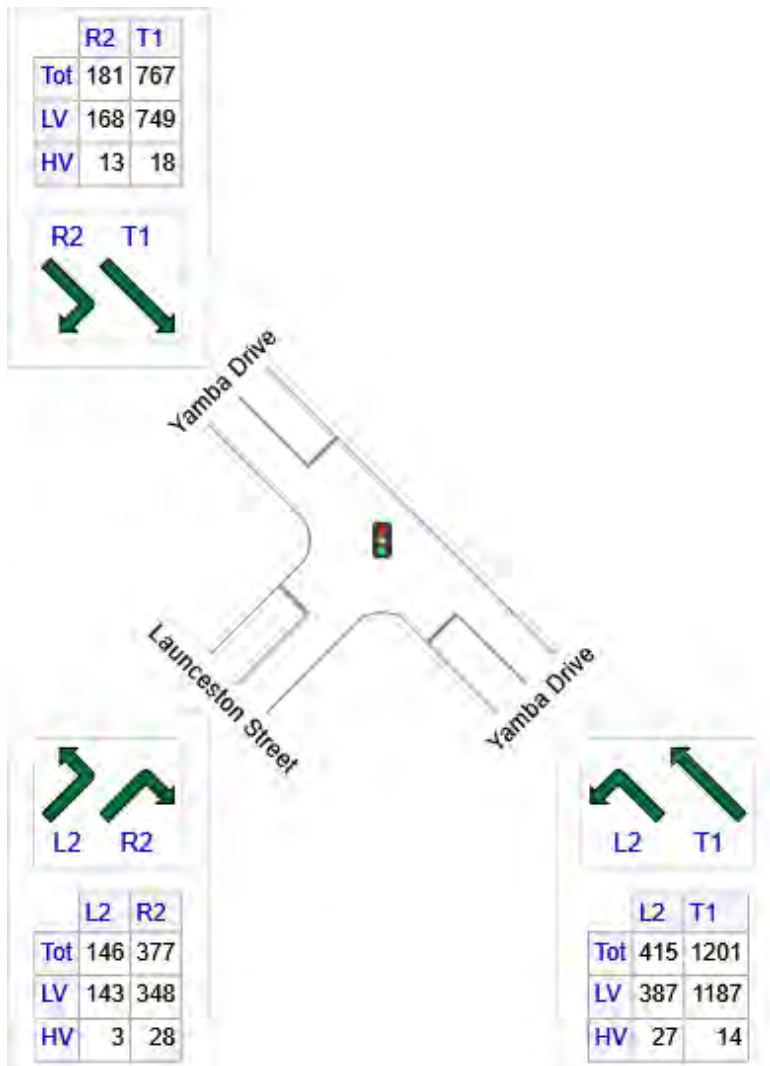 R2 T1
Tot 181 767
LV 168 749
HV 13 18
R2 T1
Yamba Drive
Launceston Street
Yamba Drive
L2 R2
L2 R2
Tot 146 377
LV 143 348
HV 3 28
L2 T1
L2 T1
Tot 415 1201
LV 387 1187
HV 27 14